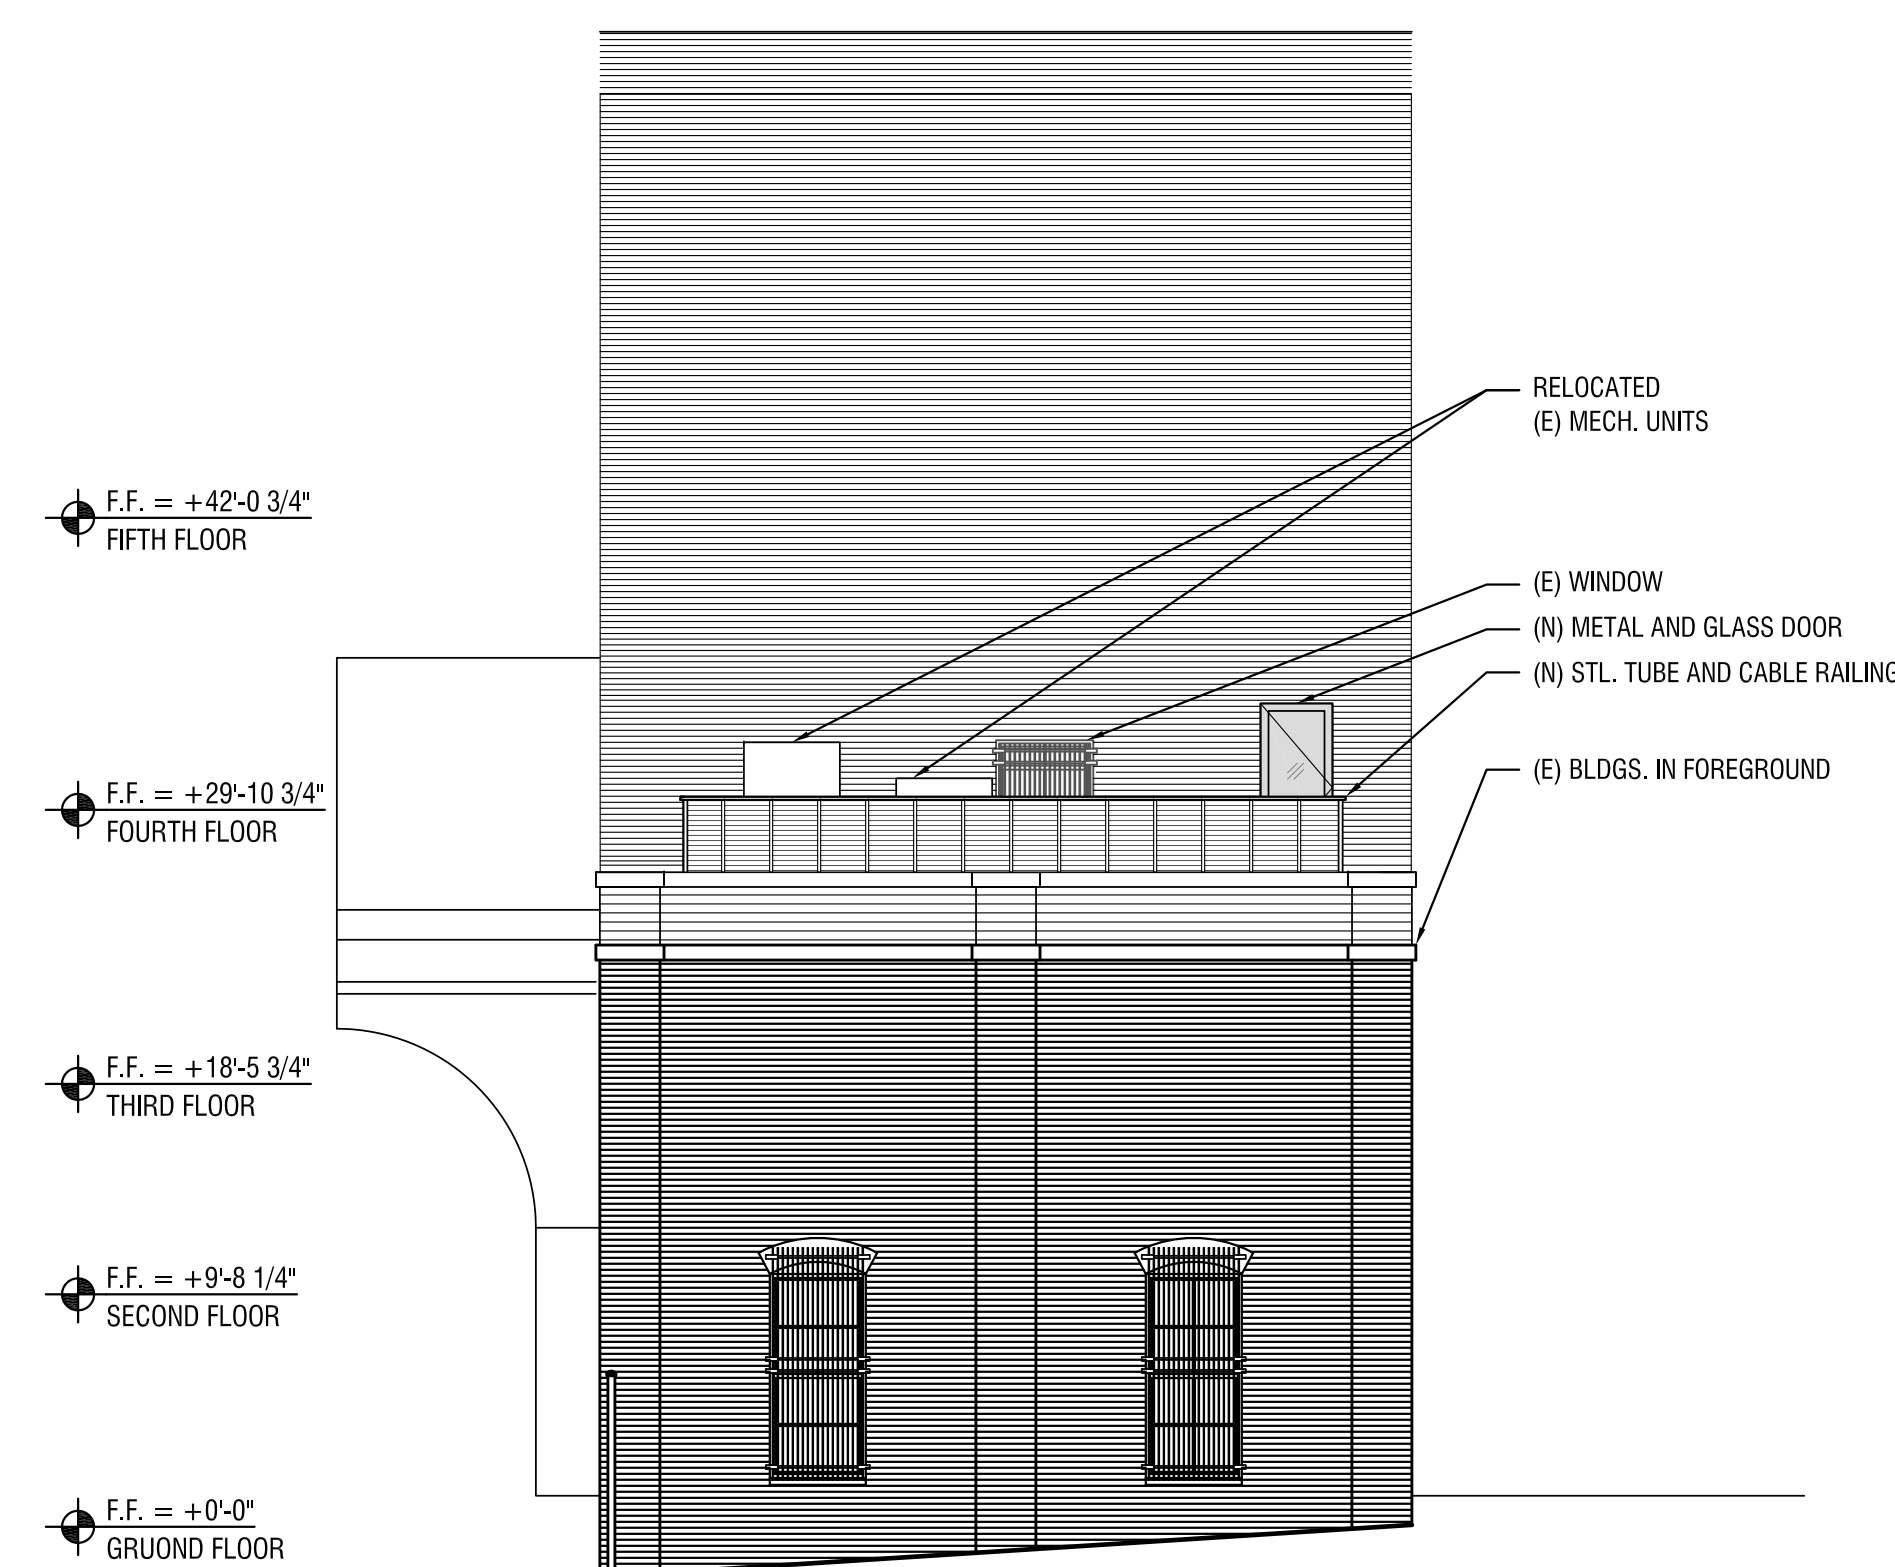 RELOCATED
(E) MECH. UNITS
F.F. = +42'-0 3/4"
FIFTH FLOOR
(E) WINDOW
(N) METAL AND GLASS DOOR
(N) STL. TUBE AND CABLE RAILING
(E) BLDGS. IN FOREGROUND
F.F. = +29'-10 3/4"
FOURTH FLOOR
F.F. = +18'-5 3/4"
THIRD FLOOR
F.F. = +9'-8 1/4"
SECOND FLOOR
F.F. = +0'-0"
GRUOND FLOOR